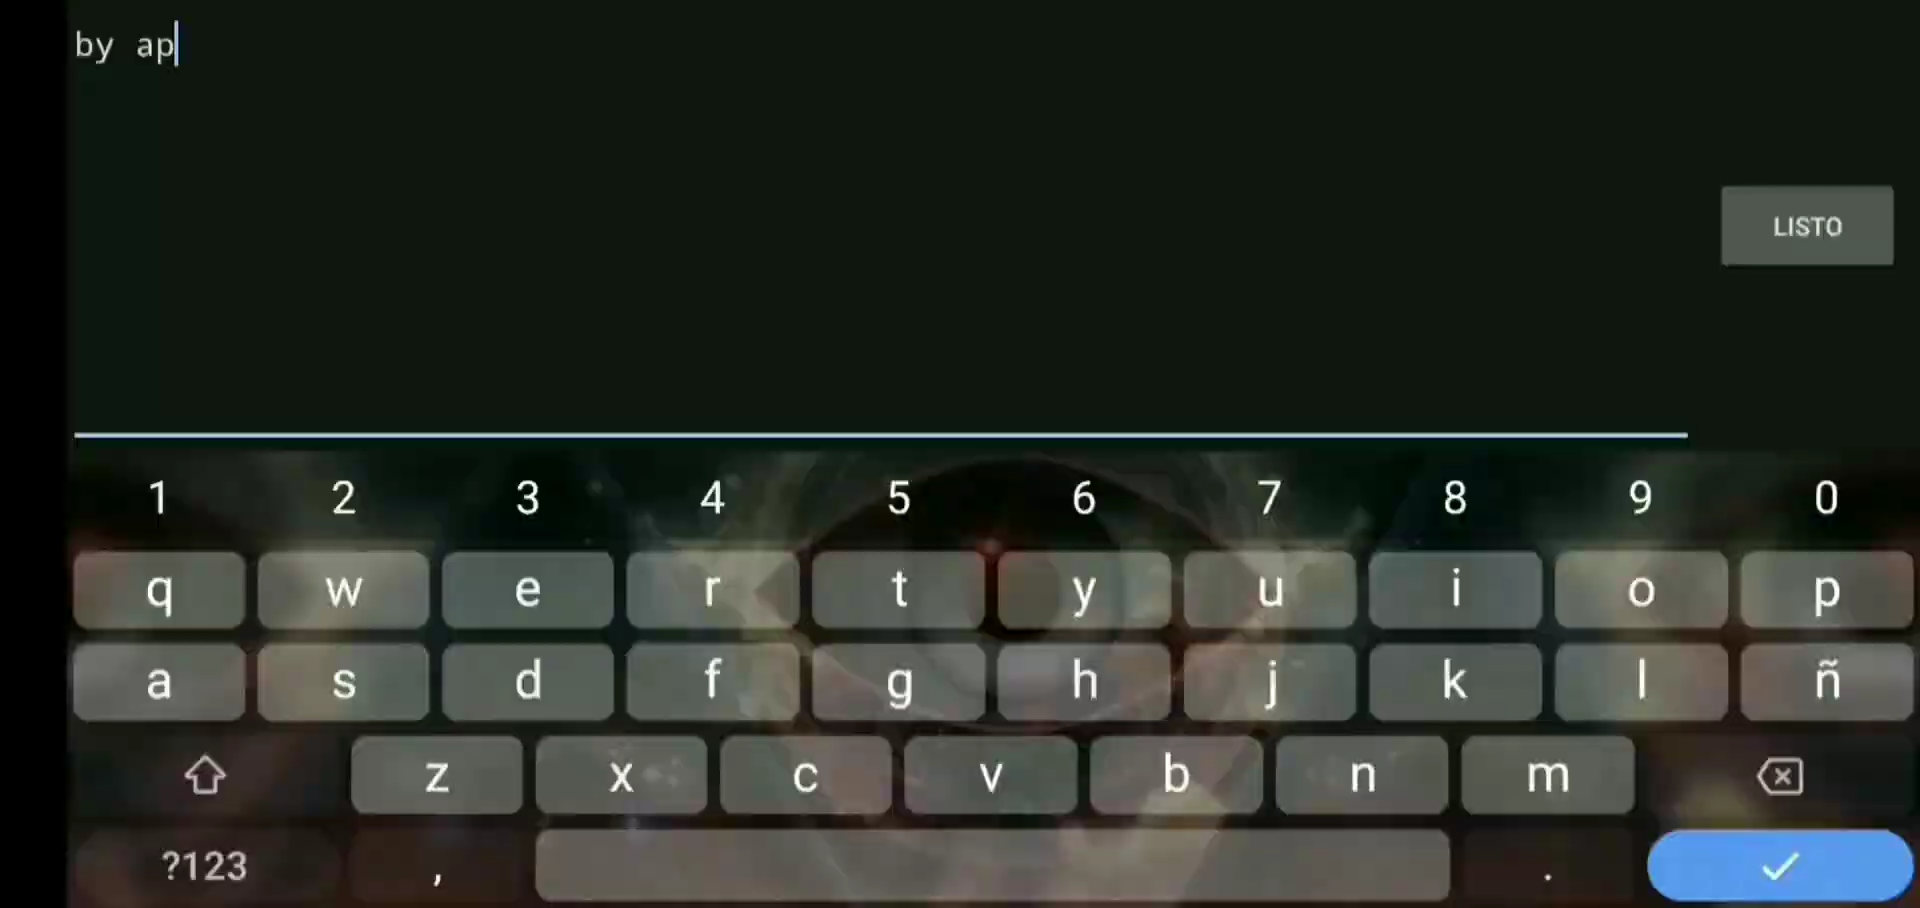 by ap
LISTO
1 2 3 4 5 6 7 8 9 0
q w e r t y u i o p
a s d f g h j k l ñ
z x c v b n m
?123 , .